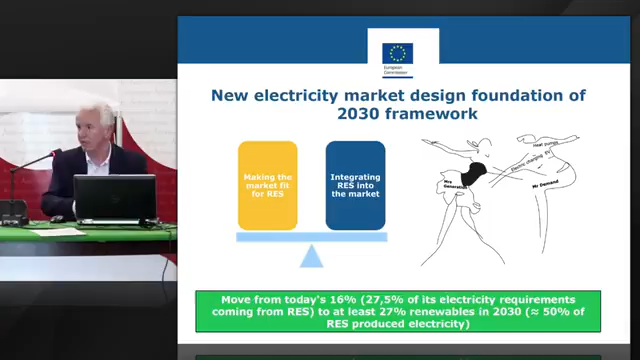 European
Commission
New electricity market design foundation of
2030 framework
Making the
market fit
for RES
Integrating
RES into
the market
Heat pumps
Electric charging EV
Mrs
Generation
Mr Demand
Move from today's 16% (27,5% of its electricity requirements
coming from RES) to at least 27% renewables in 2030 (≈ 50% of
RES produced electricity)